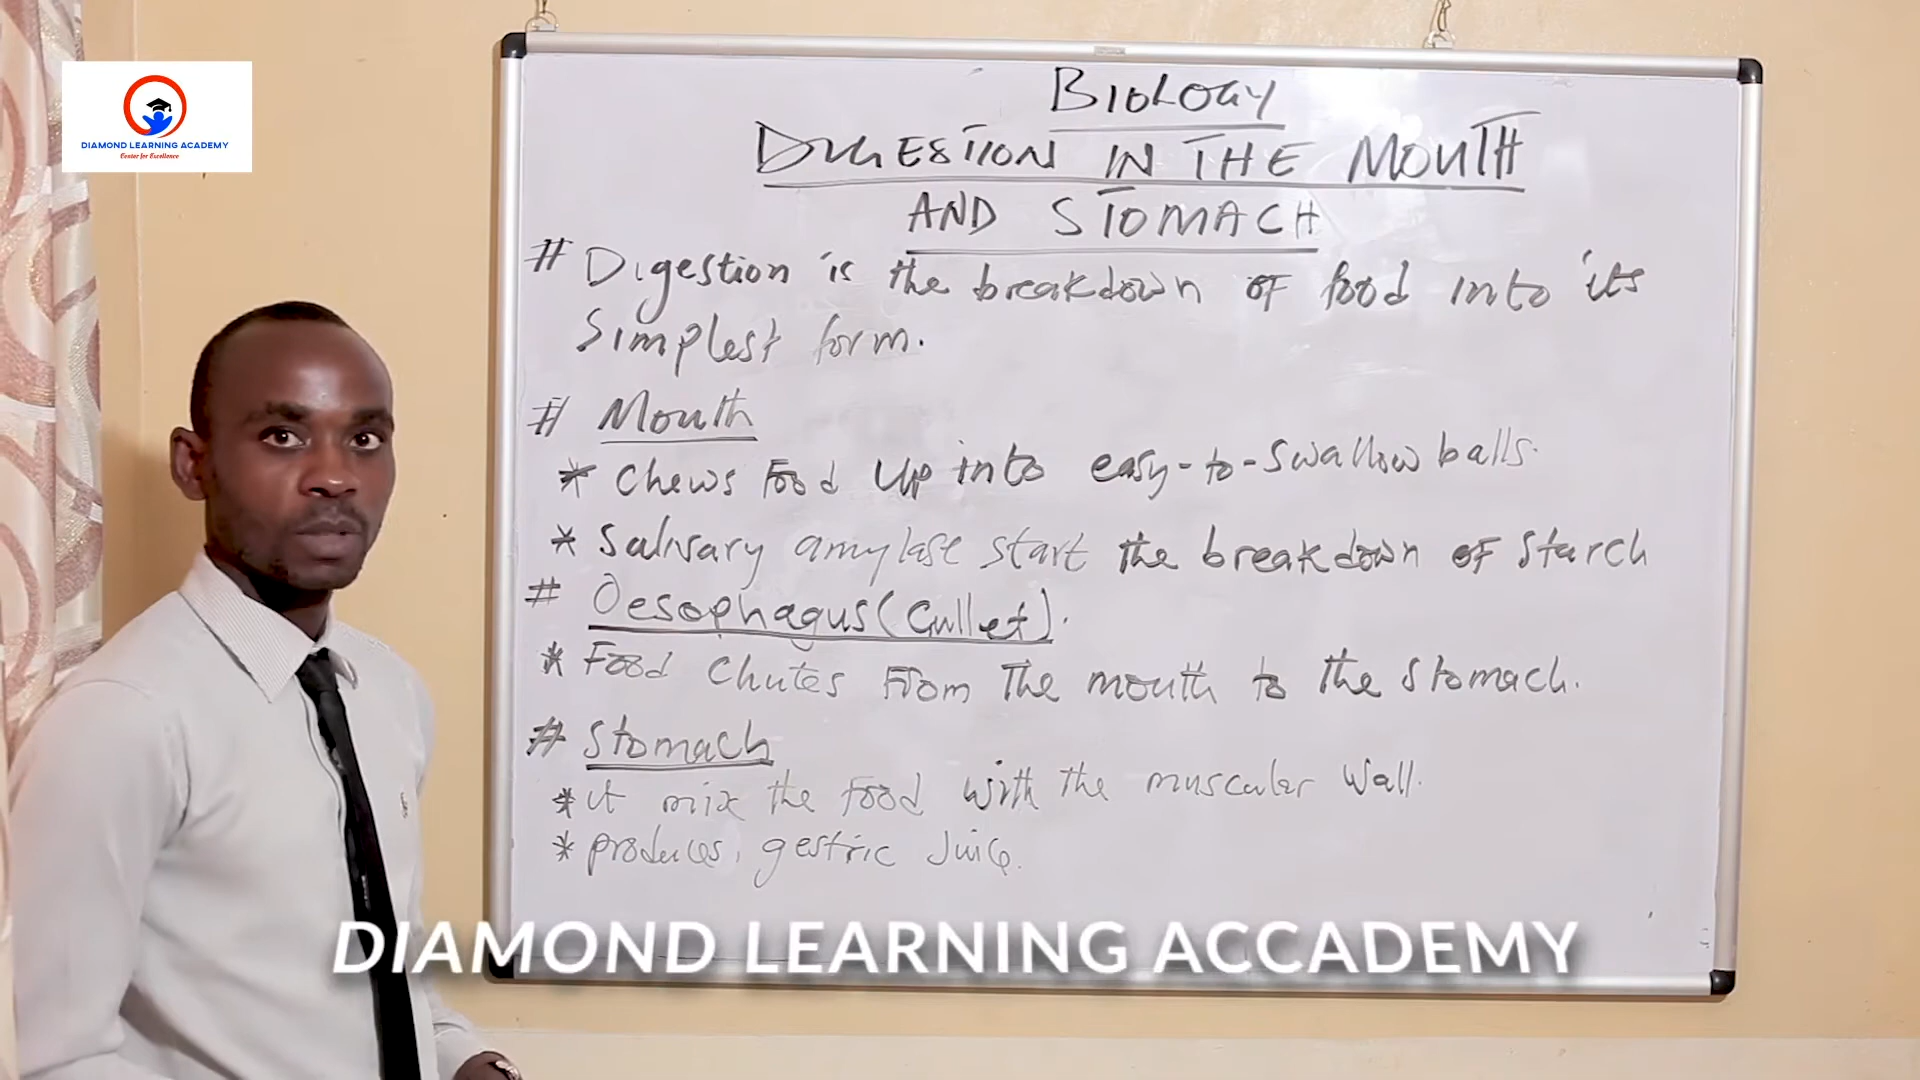 DIAMOND LEARNING ACADEMY
Center for Excellence
BIOLOGY
DIGESTION IN THE MOUTH
AND STOMACH
# Digestion is the breakdown of food into its
simplest form.
# Mouth
* Chews Food Up into easy-to-swallow balls.
* Salivary amylase start the breakdown of starch
# Oesophagus (Gullet).
* Food Chutes From The mouth to the stomach.
# Stomach
* it mix the food with the muscular wall.
* produces, gestric Juice.
DIAMOND LEARNING ACCADEMY